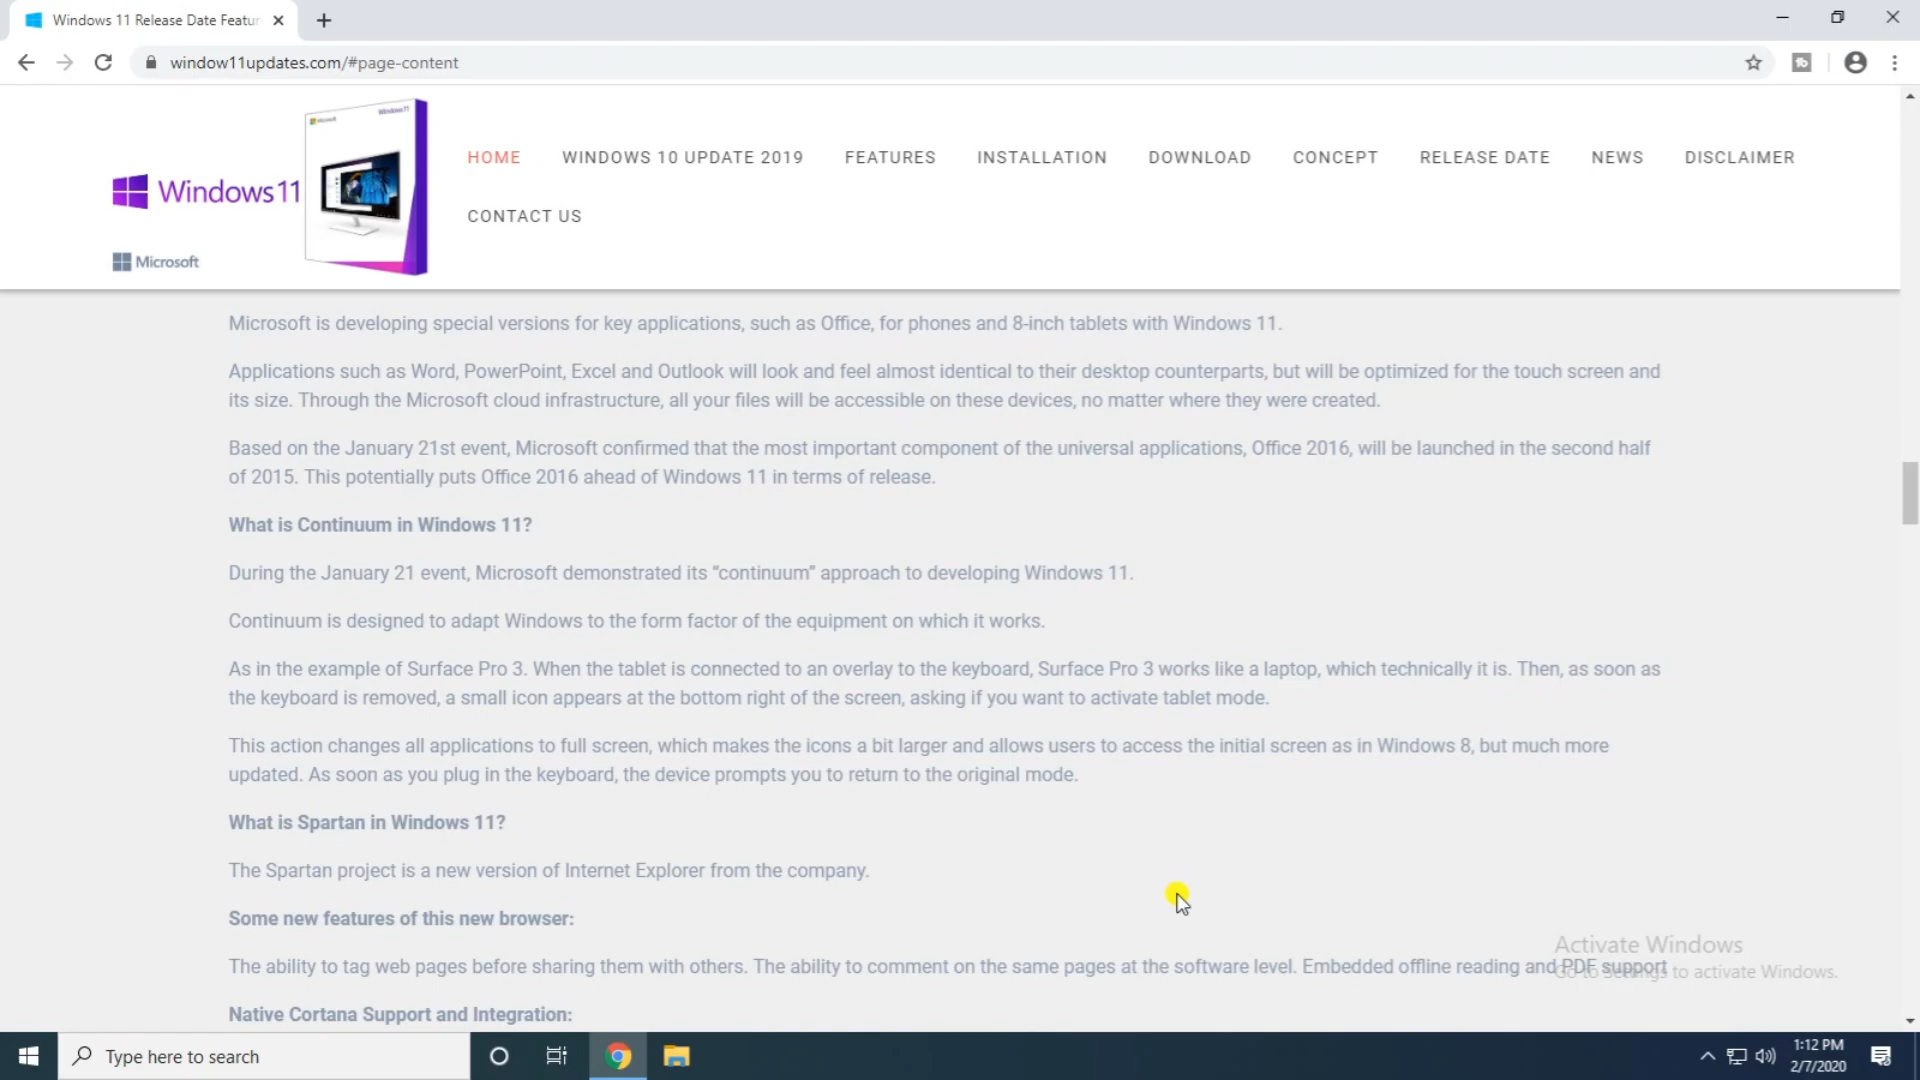 Windows 11 Release Date Featur
window11updates.com/#page-content
Microsoft
Windows11
Windows11
Microsoft
HOME
WINDOWS 10 UPDATE 2019
FEATURES
INSTALLATION
DOWNLOAD
CONCEPT
RELEASE DATE
NEWS
DISCLAIMER
CONTACT US
Microsoft is developing special versions for key applications, such as Office, for phones and 8-inch tablets with Windows 11.
Applications such as Word, PowerPoint, Excel and Outlook will look and feel almost identical to their desktop counterparts, but will be optimized for the touch screen and
its size. Through the Microsoft cloud infrastructure, all your files will be accessible on these devices, no matter where they were created.
Based on the January 21st event, Microsoft confirmed that the most important component of the universal applications, Office 2016, will be launched in the second half
of 2015. This potentially puts Office 2016 ahead of Windows 11 in terms of release.
What is Continuum in Windows 11?
During the January 21 event, Microsoft demonstrated its “continuum” approach to developing Windows 11.
Continuum is designed to adapt Windows to the form factor of the equipment on which it works.
As in the example of Surface Pro 3. When the tablet is connected to an overlay to the keyboard, Surface Pro 3 works like a laptop, which technically it is. Then, as soon as
the keyboard is removed, a small icon appears at the bottom right of the screen, asking if you want to activate tablet mode.
This action changes all applications to full screen, which makes the icons a bit larger and allows users to access the initial screen as in Windows 8, but much more
updated. As soon as you plug in the keyboard, the device prompts you to return to the original mode.
What is Spartan in Windows 11?
The Spartan project is a new version of Internet Explorer from the company.
Some new features of this new browser:
The ability to tag web pages before sharing them with others. The ability to comment on the same pages at the software level. Embedded offline reading and PDF support
Activate Windows
Go to Settings to activate Windows.
Native Cortana Support and Integration:
Type here to search
1:12 PM
2/7/2020